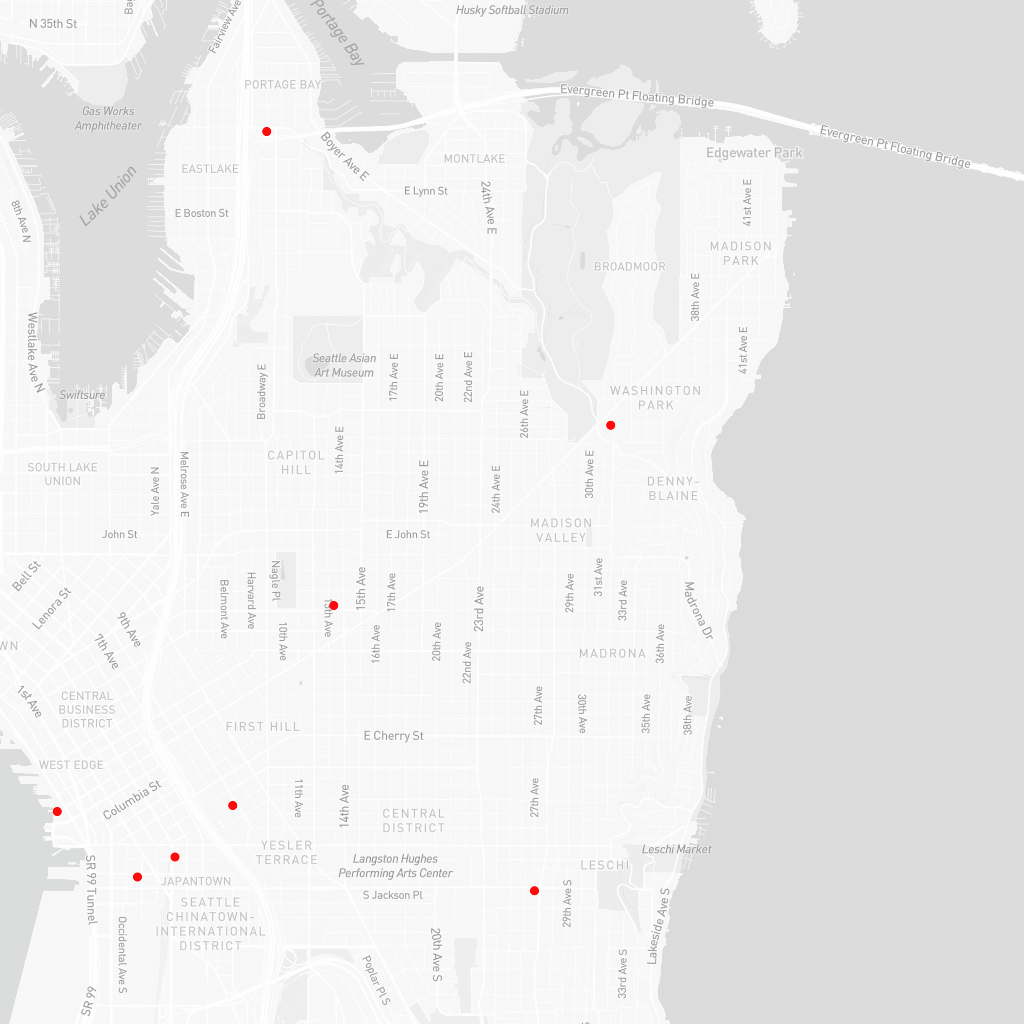 Husky Softball Stadium
N 35th St
Fairview Ave
Portage Bay
PORTAGE BAY
Gas Works
Amphitheater
Evergreen Pt Floating Bridge
Evergreen Pt Floating Bridge
Boyer Ave E
MONTLAKE
Edgewater Park
EASTLAKE
E Lynn St
Lake Union
24th Ave E
41st Ave E
8th Ave N
E Boston St
MADISON
PARK
BROADMOOR
38th Ave E
Westlake Ave N
41st Ave E
Seattle Asian
Art Museum
17th Ave E
20th Ave E
22nd Ave E
Broadway E
Swiftsure
WASHINGTON
PARK
26th Ave E
14th Ave E
CAPITOL
HILL
SOUTH LAKE
UNION
Yale Ave N
Melrose Ave E
19th Ave E
24th Ave E
30th Ave E
DENNY-
BLAINE
MADISON
VALLEY
John St
E John St
Bell St
Lenora St
Nagle Pl
Belmont Ave
Harvard Ave
15th Ave
17th Ave
13th Ave
23rd Ave
29th Ave
31st Ave
33rd Ave
Madrona Dr
9th Ave
7th Ave
10th Ave
16th Ave
20th Ave
22nd Ave
MADRONA
36th Ave
WN
1st Ave
CENTRAL
BUSINESS
DISTRICT
FIRST HILL
E Cherry St
27th Ave
30th Ave
35th Ave
38th Ave
WEST EDGE
Columbia St
11th Ave
14th Ave
27th Ave
CENTRAL
DISTRICT
YESLER
TERRACE
Langston Hughes
Performing Arts Center
LESCHI
Leschi Market
SR 99 Tunnel
JAPANTOWN
S Jackson Pl
29th Ave S
SEATTLE
CHINATOWN-
INTERNATIONAL
DISTRICT
Occidental Ave S
20th Ave S
Lakeside Ave S
Poplar Pl S
33rd Ave S
SR 99